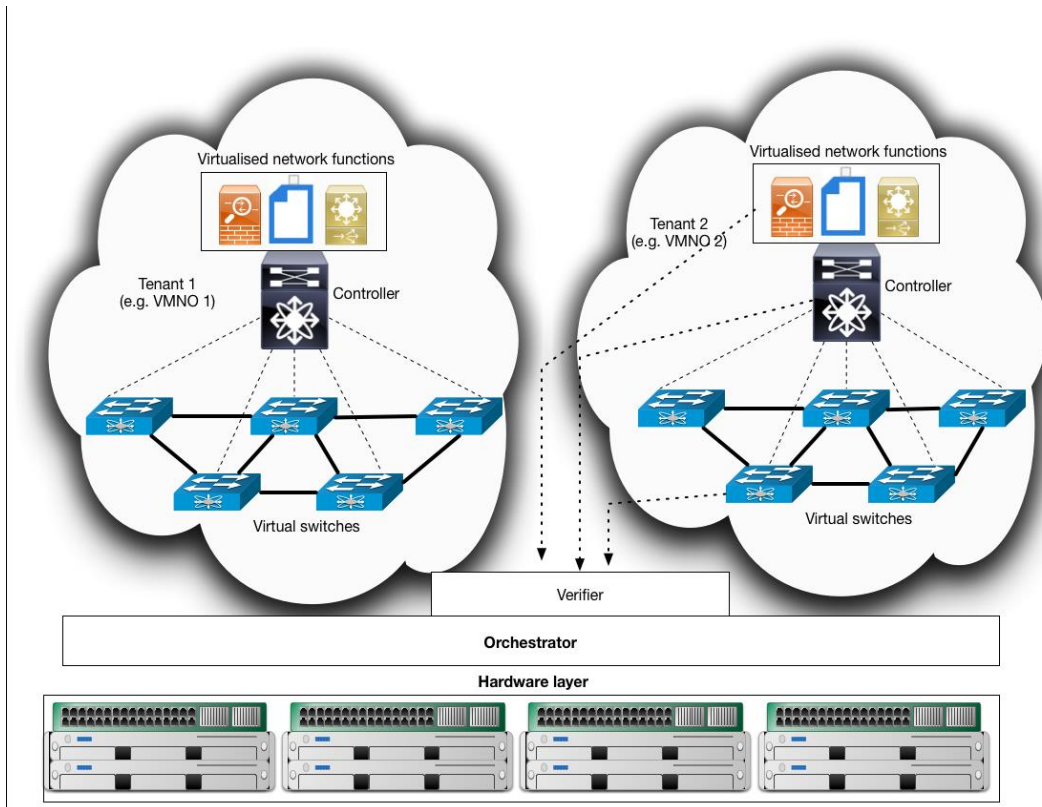 Virtualised network functions
Tenant 1
(e.g. VMNO 1)
Controller
Virtual switches
Virtualised network functions
Tenant 2
(e.g. VMNO 2)
Controller
Virtual switches
Verifier
Orchestrator
Hardware layer